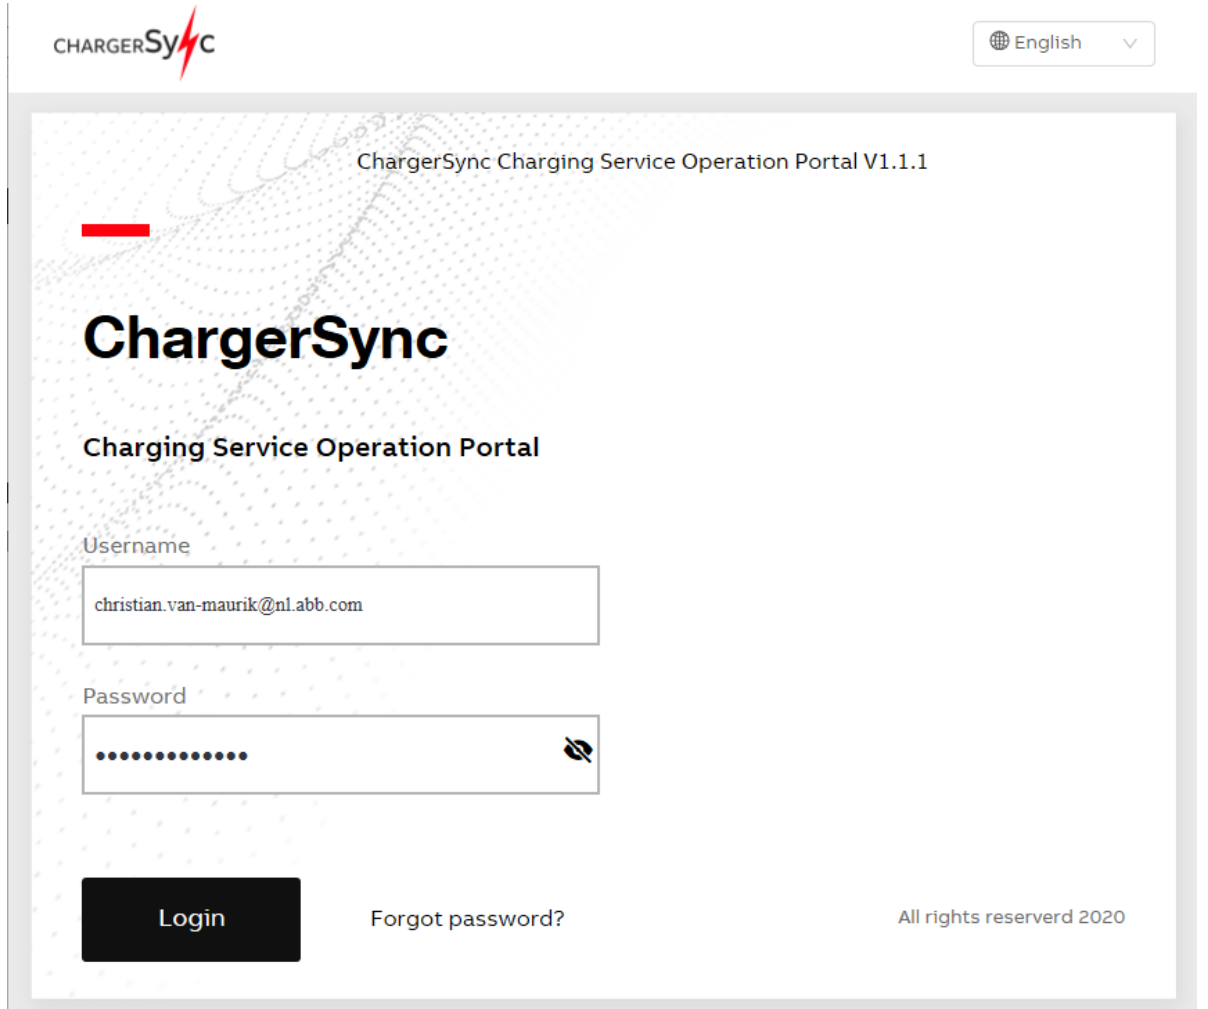 CHARGERSync
English
ChargerSync Charging Service Operation Portal V1.1.1
ChargerSync
Charging Service Operation Portal
Username
christian.van-maurik@nl.abb.com
Password
•••••••••••••
Login
Forgot password?
All rights reserverd 2020